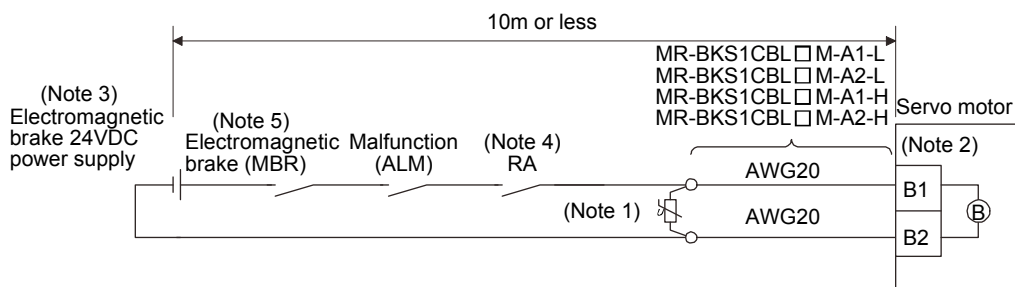 10m or less
MR-BKS1CBL□M-A1-L
MR-BKS1CBL□M-A2-L
MR-BKS1CBL□M-A1-H
MR-BKS1CBL□M-A2-H
(Note 3)
Electromagnetic
brake 24VDC
power supply
(Note 5)
Electromagnetic
brake (MBR)
Malfunction
(ALM)
(Note 4)
RA
Servo motor
(Note 2)
AWG20
B1
(Note 1)
AWG20
B
B2